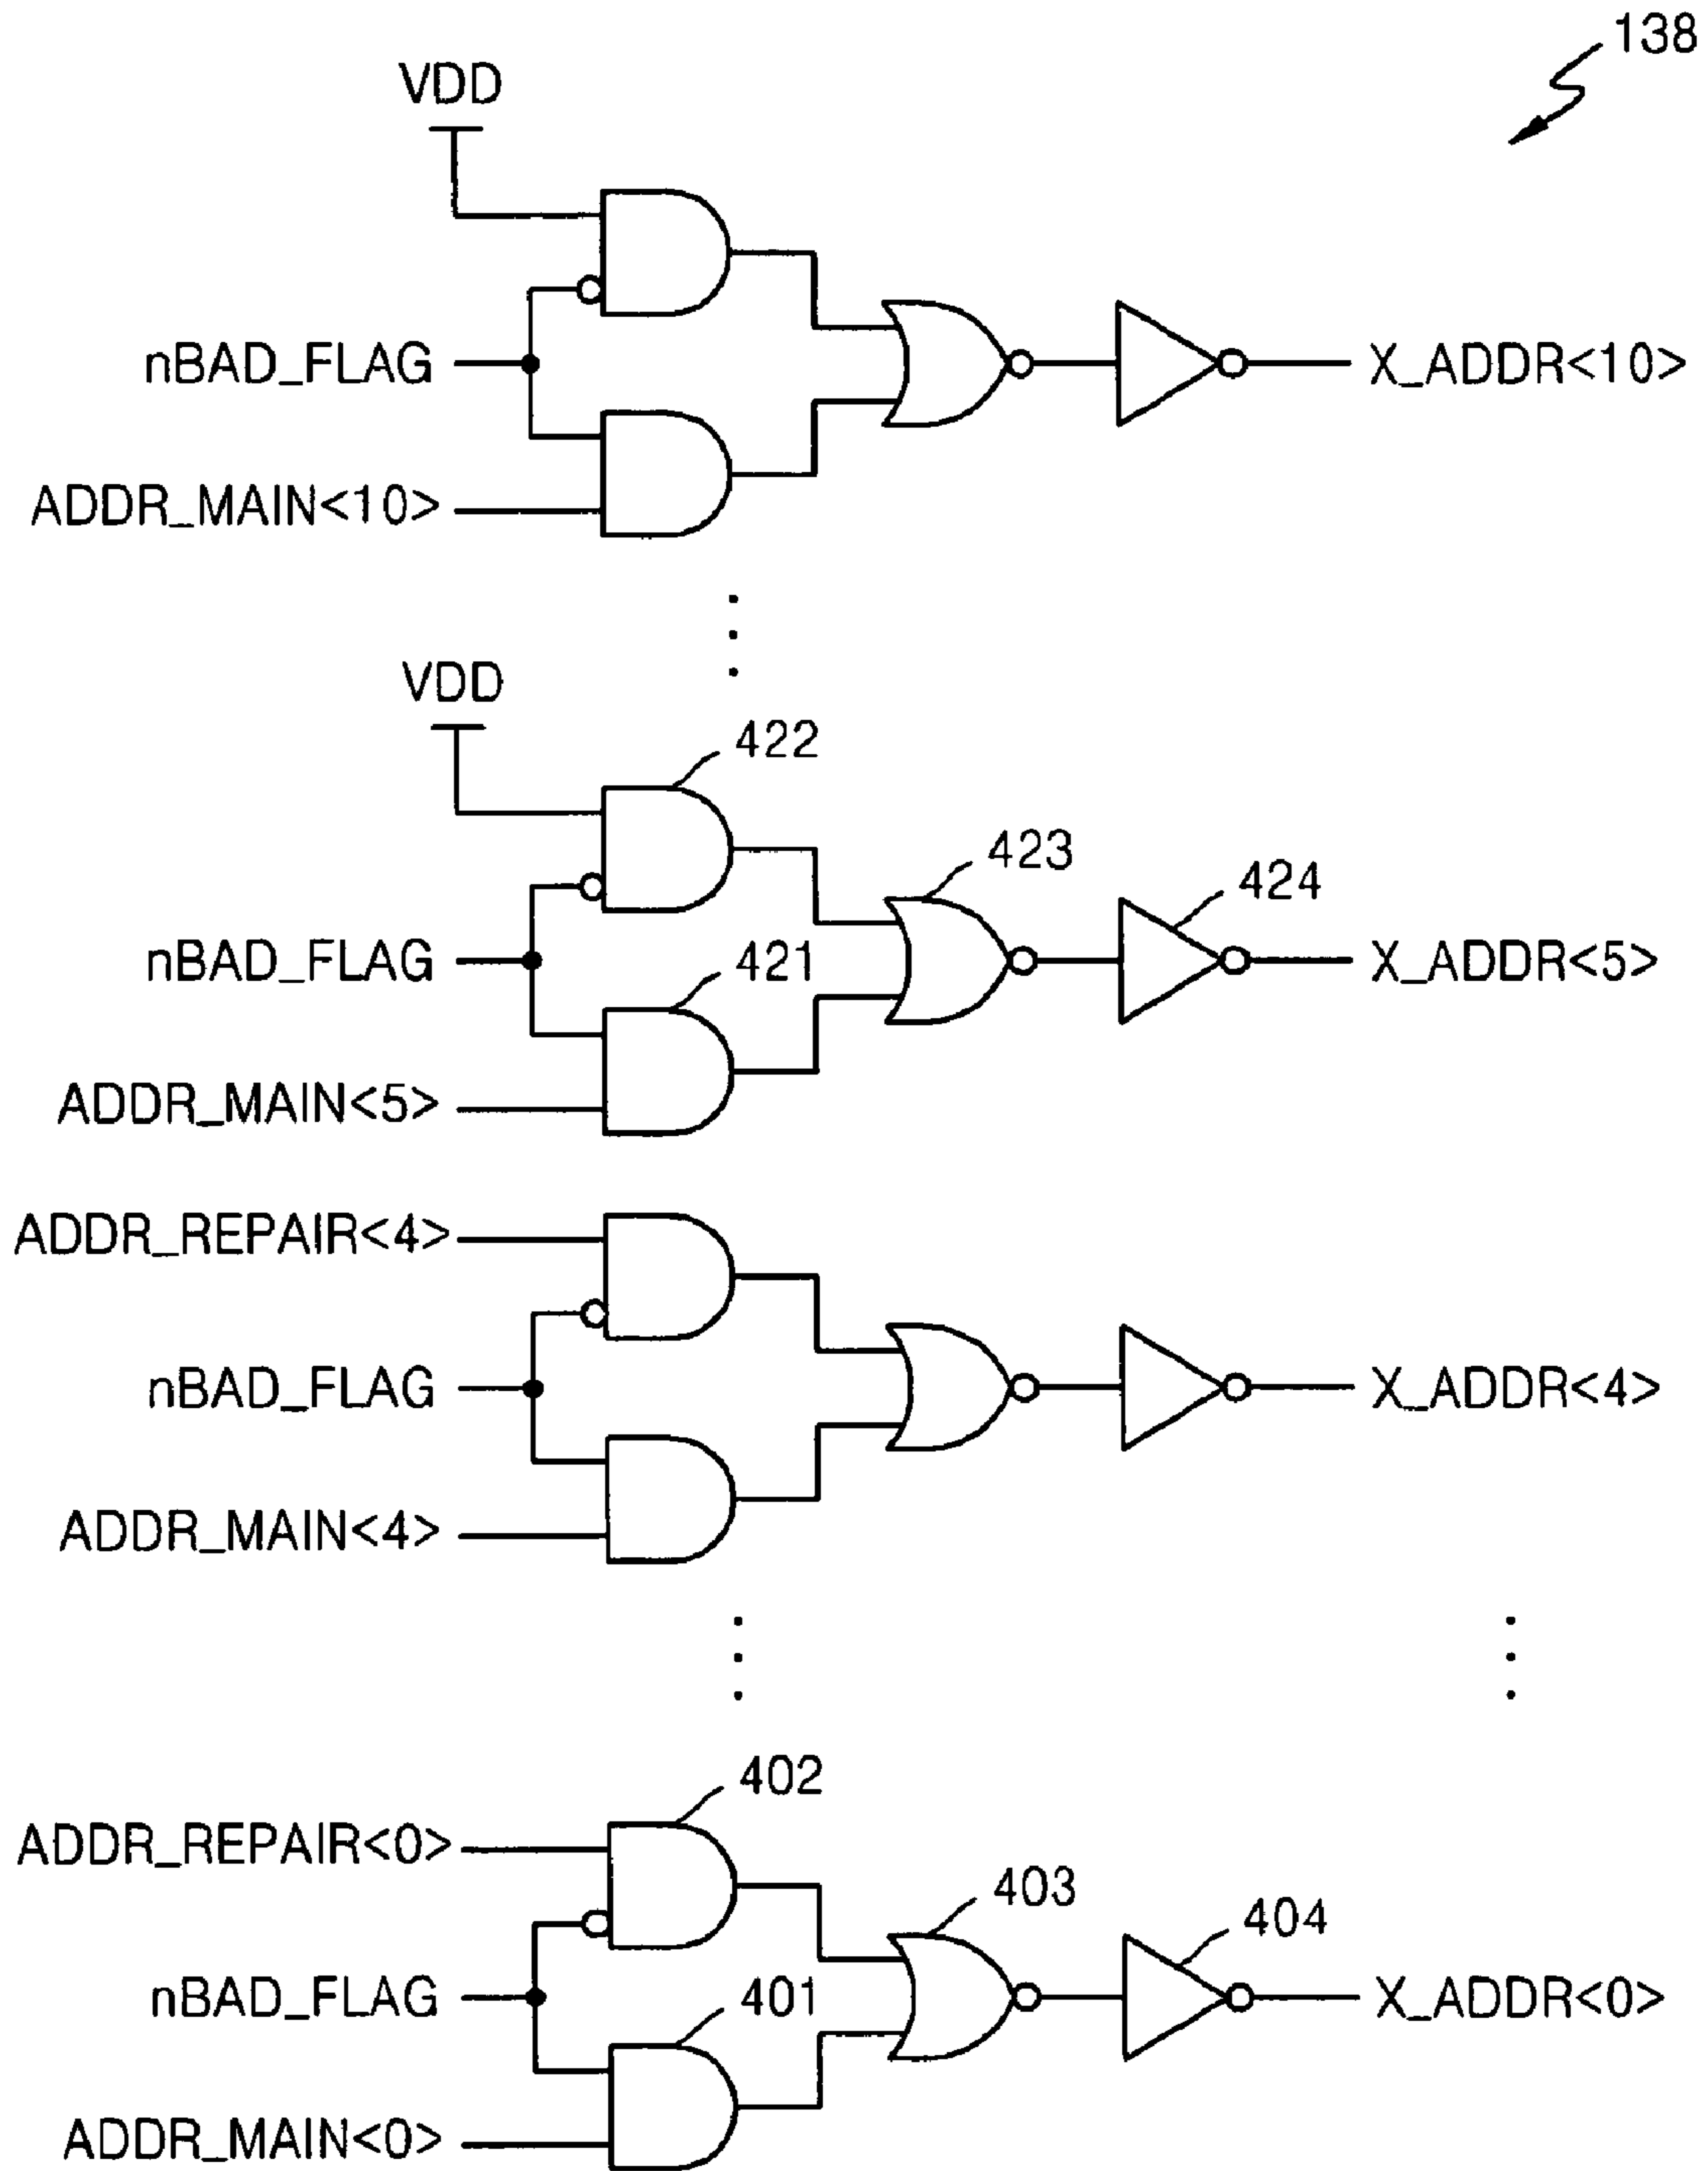 138
VDD
nBAD_FLAG
X_ADDR<10>
ADDR_MAIN<10>
VDD
422
423
424
nBAD_FLAG
421
X_ADDR<5>
ADDR_MAIN<5>
ADDR_REPAIR<4>
nBAD_FLAG
X_ADDR<4>
ADDR_MAIN<4>
402
ADDR_REPAIR<0>
403
404
nBAD_FLAG
401
X_ADDR<0>
ADDR_MAIN<0>